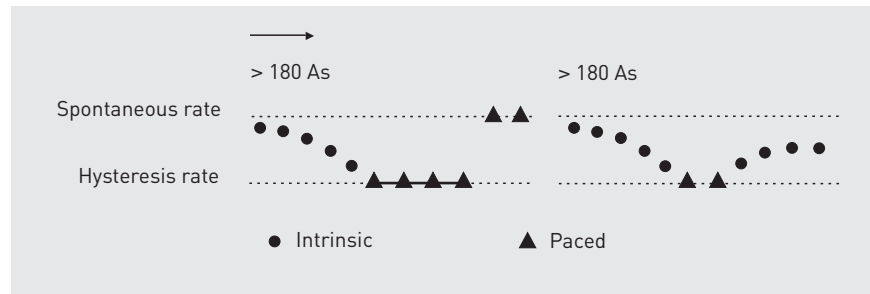 > 180 As
> 180 As
Spontaneous rate
Hysteresis rate
Intrinsic
Paced